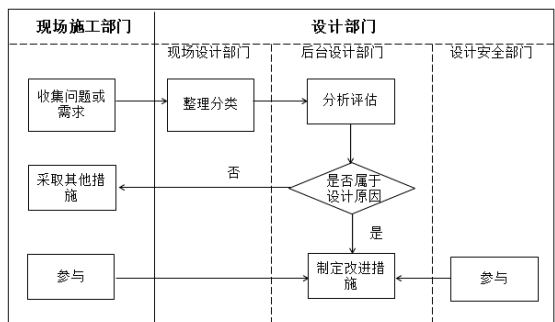 现场施工部门
设计部门
现场设计部门
后台设计部门
设计安全部门
收集问题或
需求
整理分类
分析评估
采取其他措
施
否
是否属于
设计原因
是
参与
制定改进措
施
参与